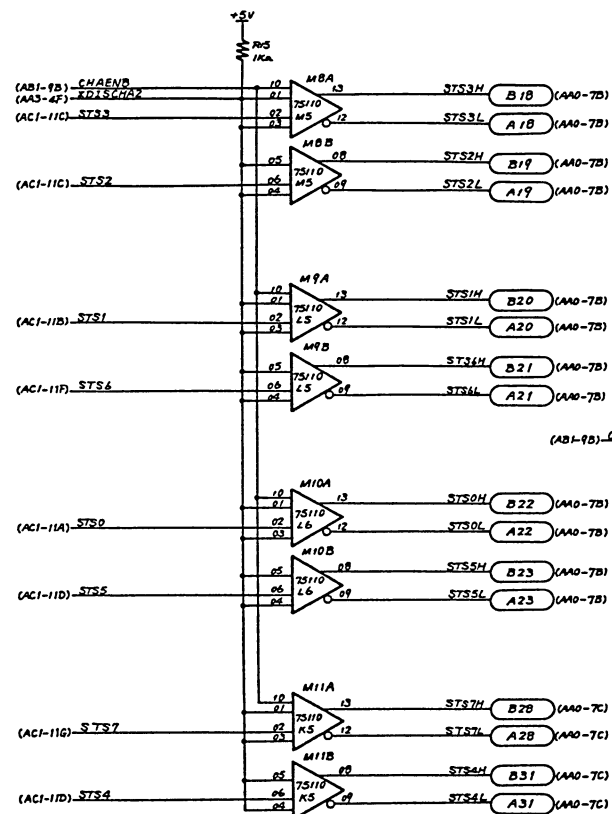 +5V
R15
1KΩ
M8A
(AB1-9B) CHAENB 10 13 STS3H B18 (AA0-7B)
(AA3-4F) XDISCHA2 01 75110
(AC1-11C) STS3 02 M5 12 STS3L A18 (AA0-7B)
03
M8B
05 08 STS2H B19 (AA0-7B)
75110
(AC1-11C) STS2 06 M5 09 STS2L A19 (AA0-7B)
04
M9A
10 13 STS1H B20 (AA0-7B)
01 75110
(AC1-11B) STS1 02 L5 12 STS1L A20 (AA0-7B)
03
M9B
05 08 ST36H B21 (AA0-7B)
75110
(AC1-11F) STS6 06 L5 09 STS6L A21 (AA0-7B)
04
(AB1-9B)
M10A
10 13 STS0H B22 (AA0-7B)
01 75110
(AC1-11A) STS0 02 L6 12 STS0L A22 (AA0-7B)
03
M10B
05 08 STS5H B23 (AA0-7B)
75110
(AC1-11D) STS5 06 L6 09 STS5L A23 (AA0-7B)
04
M11A
10 13 STS7H B28 (AA0-7C)
01 75110
(AC1-11G) STS7 02 K5 12 STS7L A28 (AA0-7C)
03
M11B
05 08 STS4H B31 (AA0-7C)
75110
(AC1-11D) STS4 06 K5 09 STS4L A31 (AA0-7C)
04